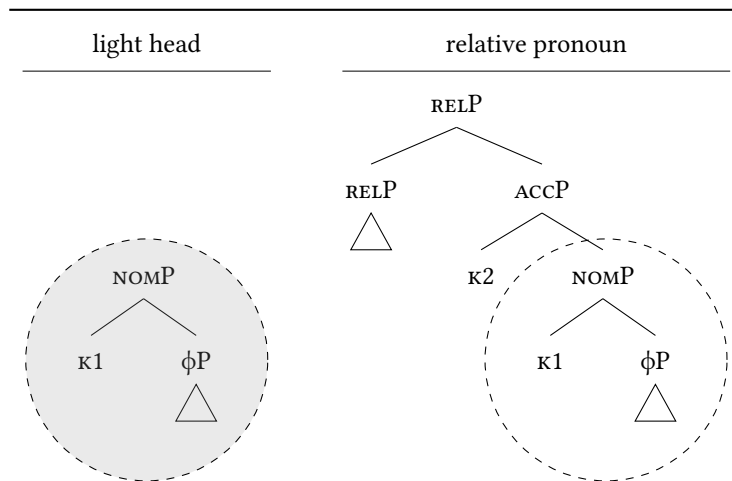 light head relative pronoun
RELP
RELP ACCP
NOMP K2 NOMP
K1 ϕP K1 ϕP